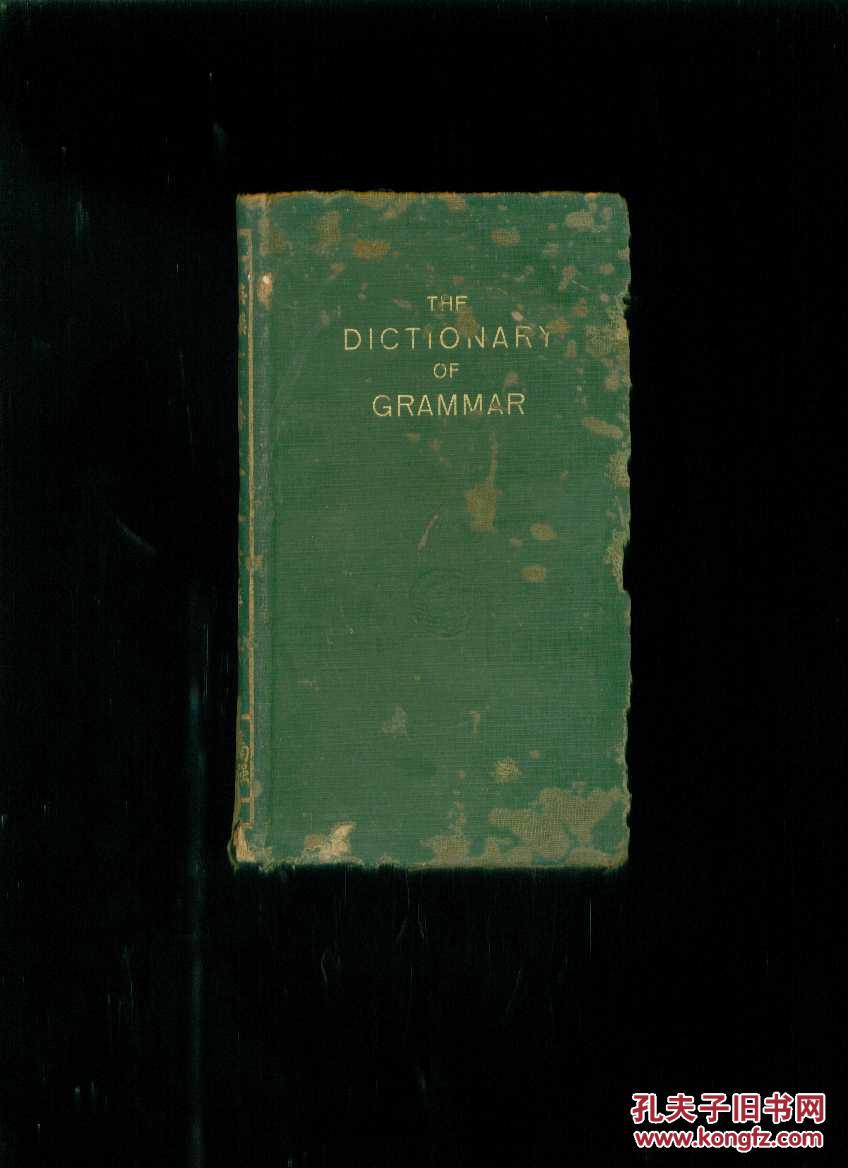 THE
DICTIONARY
OF
GRAMMAR
孔夫子旧书网
www.kongfz.com